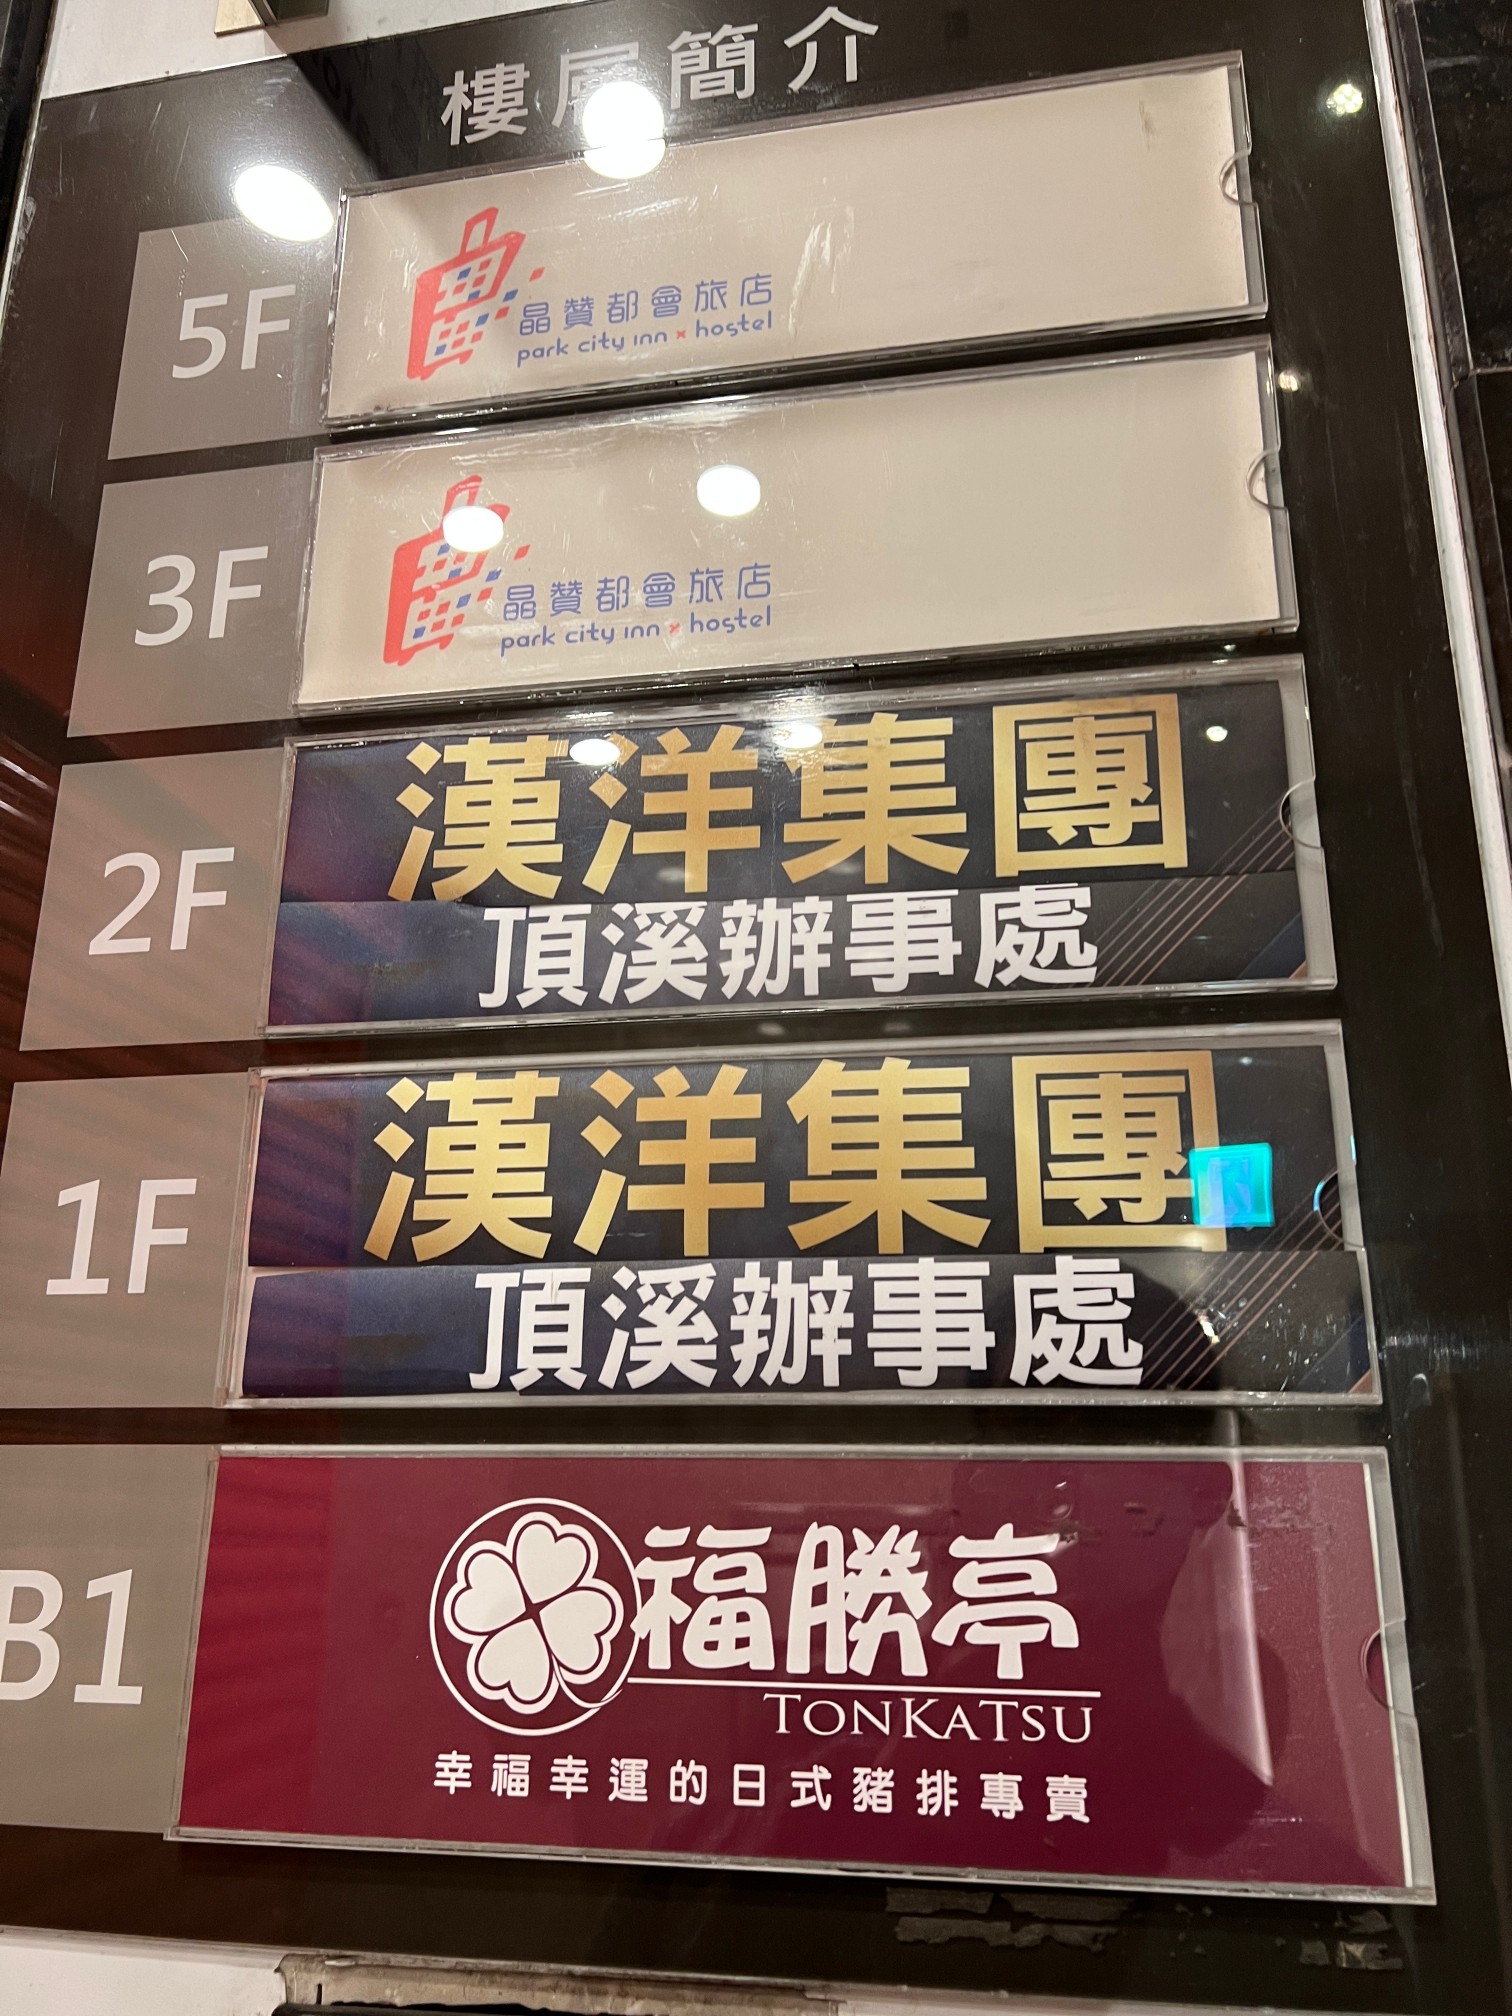 樓層簡介
5F
晶贊都會旅店
park city inn × hostel
3F
晶贊都會旅店
park city inn × hostel
2F
漢洋集團
頂溪辦事處
1F
漢洋集團
頂溪辦事處
B1
福勝亭
TONKATSU
幸福幸運的日式豬排專賣